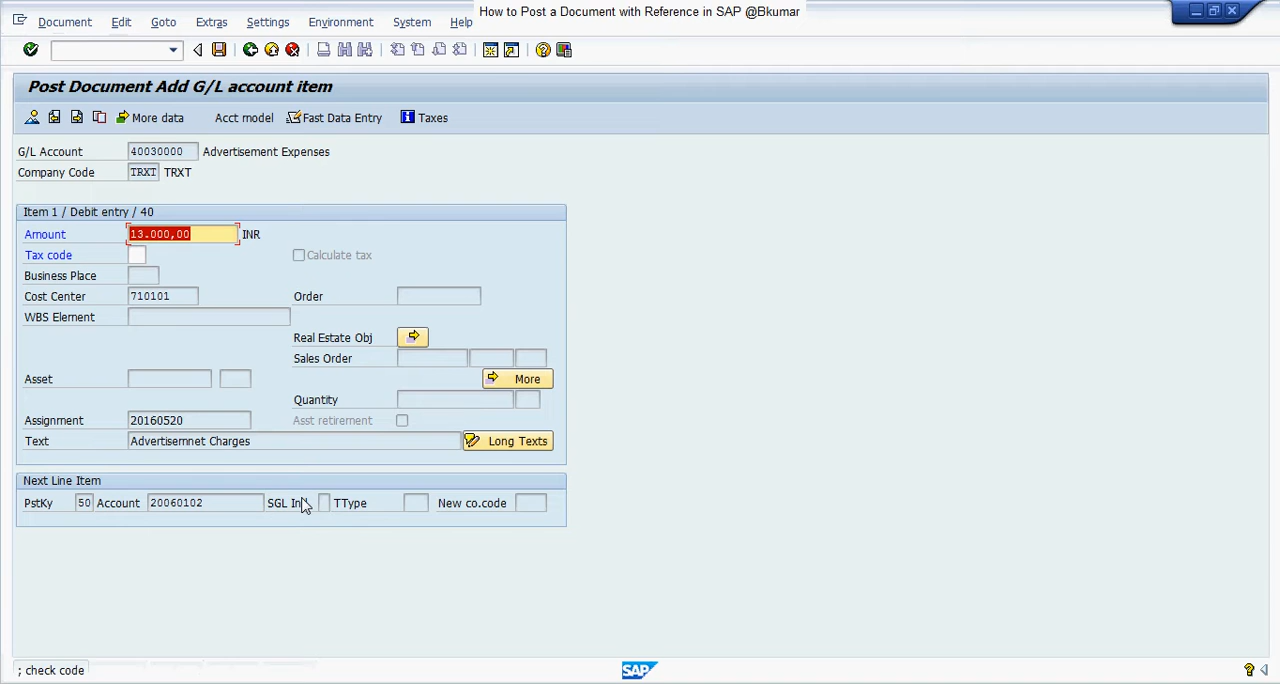 How to Post a Document with Reference in SAP @Bkumar
Document Edit Goto Extras Settings Environment System Help
Post Document Add G/L account item
More data Acct model Fast Data Entry Taxes
G/L Account 40030000 Advertisement Expenses
Company Code TRXT TRXT
Item 1 / Debit entry / 40
Amount 13.000,00 INR
Tax code Calculate tax
Business Place
Cost Center 710101 Order
WBS Element
Real Estate Obj
Sales Order
Asset More
Quantity
Assignment 20160520 Asst retirement
Text Advertisernnet Charges Long Texts
Next Line Item
PstKy 50 Account 20060102 SGL TType New co.code
; check code SAP